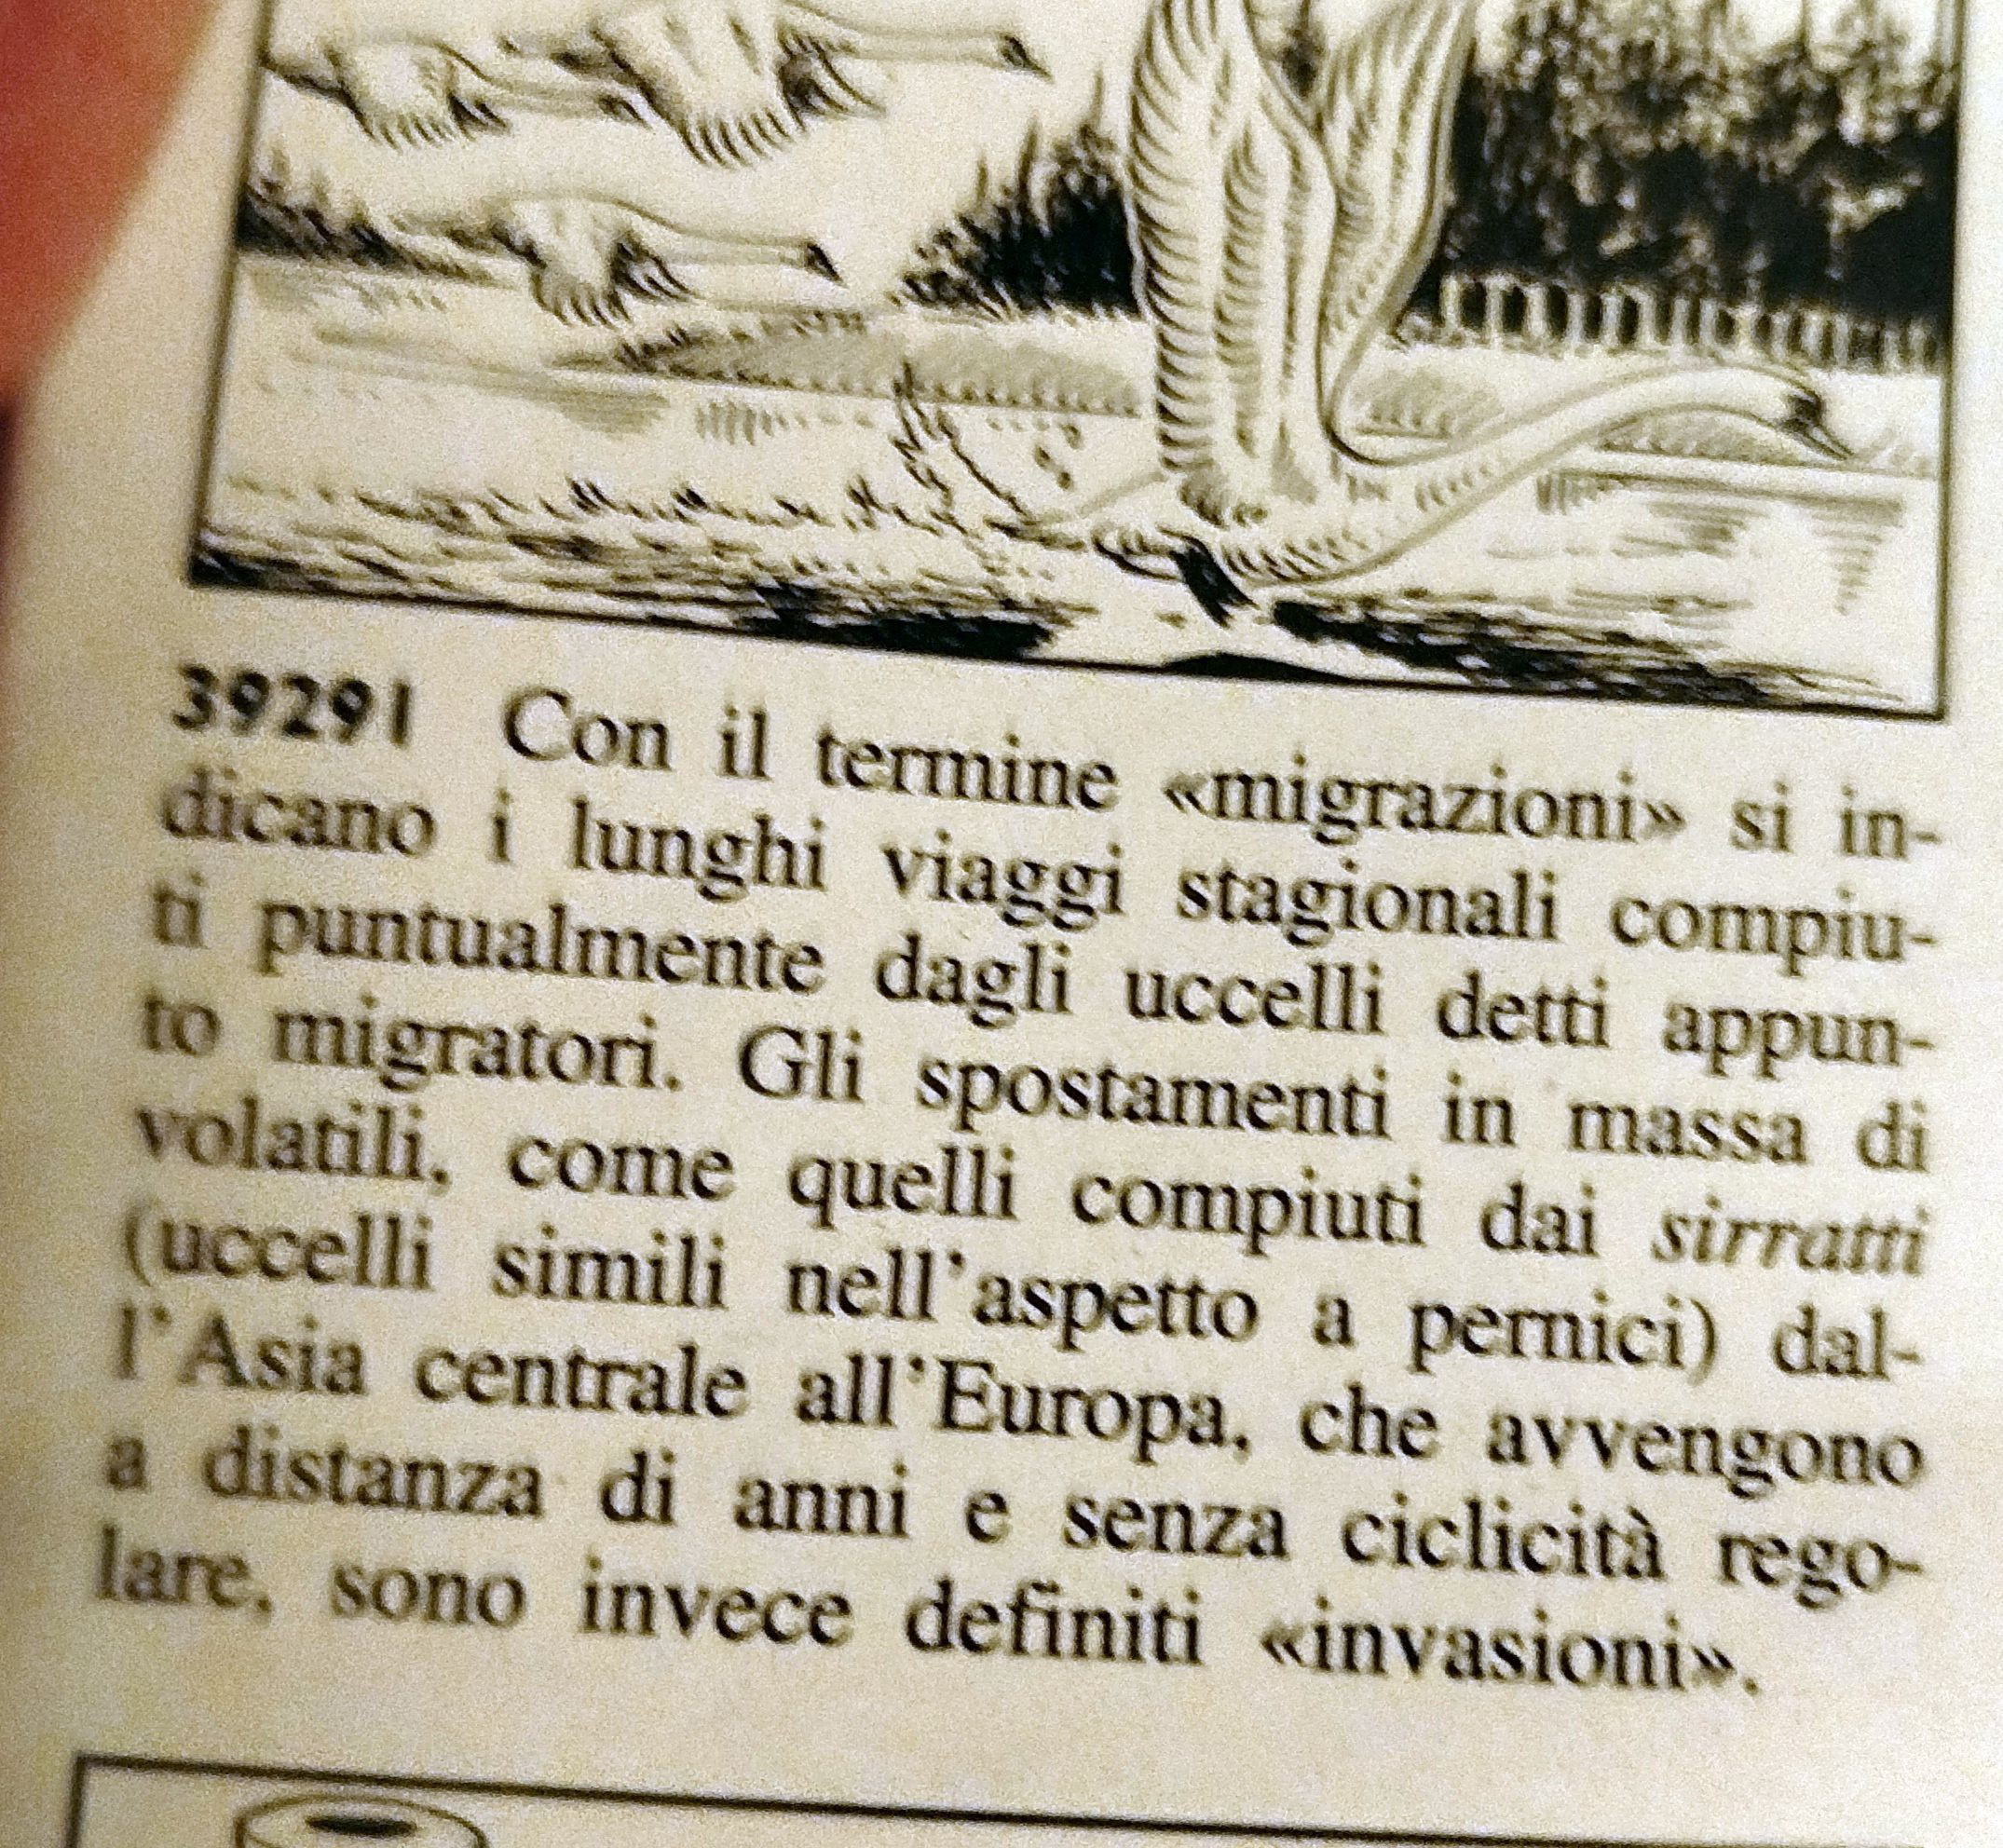 39291 Con il termine «migrazioni» si in-
dicano i lunghi viaggi stagionali compiu-
ti puntualmente dagli uccelli detti appun-
to migratori. Gli spostamenti in massa di
volatili, come quelli compiuti dai sirratti
(uccelli simili nell'aspetto a pernici) dal-
l'Asia centrale all'Europa, che avvengono
a distanza di anni e senza ciclicità rego-
lare, sono invece definiti «invasioni».